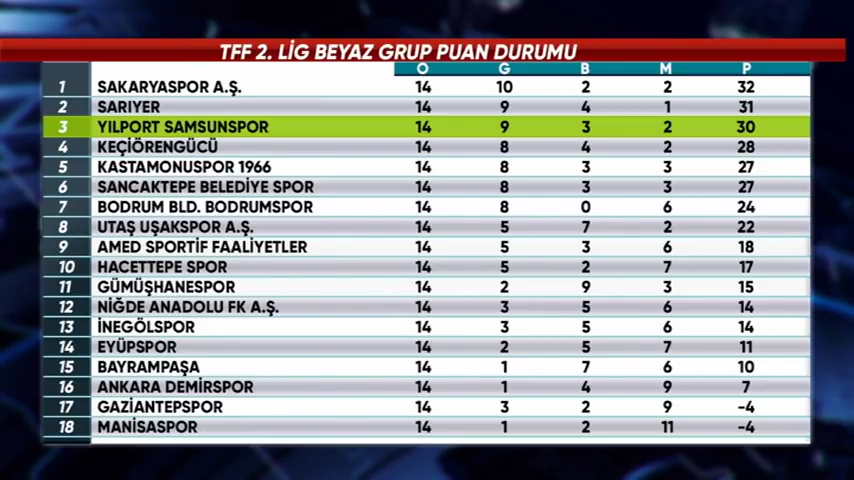 TFF 2. LİG BEYAZ GRUP PUAN DURUMU
O G B M P
1 SAKARYASPOR A.Ş. 14 10 2 2 32
2 SARIYER 14 9 4 1 31
3 YILPORT SAMSUNSPOR 14 9 3 2 30
4 KEÇİÖRENGÜCÜ 14 8 4 2 28
5 KASTAMONUSPOR 1966 14 8 3 3 27
6 SANCAKTEPE BELEDİYE SPOR 14 8 3 3 27
7 BODRUM BLD. BODRUMSPOR 14 8 0 6 24
8 UTAŞ UŞAKSPOR A.Ş. 14 5 7 2 22
9 AMED SPORTİF FAALİYETLER 14 5 3 6 18
10 HACETTEPE SPOR 14 5 2 7 17
11 GÜMÜŞHANESPOR 14 2 9 3 15
12 NİĞDE ANADOLU FK A.Ş. 14 3 5 6 14
13 İNEGÖLSPOR 14 3 5 6 14
14 EYÜPSPOR 14 2 5 7 11
15 BAYRAMPAŞA 14 1 7 6 10
16 ANKARA DEMİRSPOR 14 1 4 9 7
17 GAZİANTEPSPOR 14 3 2 9 -4
18 MANİSASPOR 14 1 2 11 -4